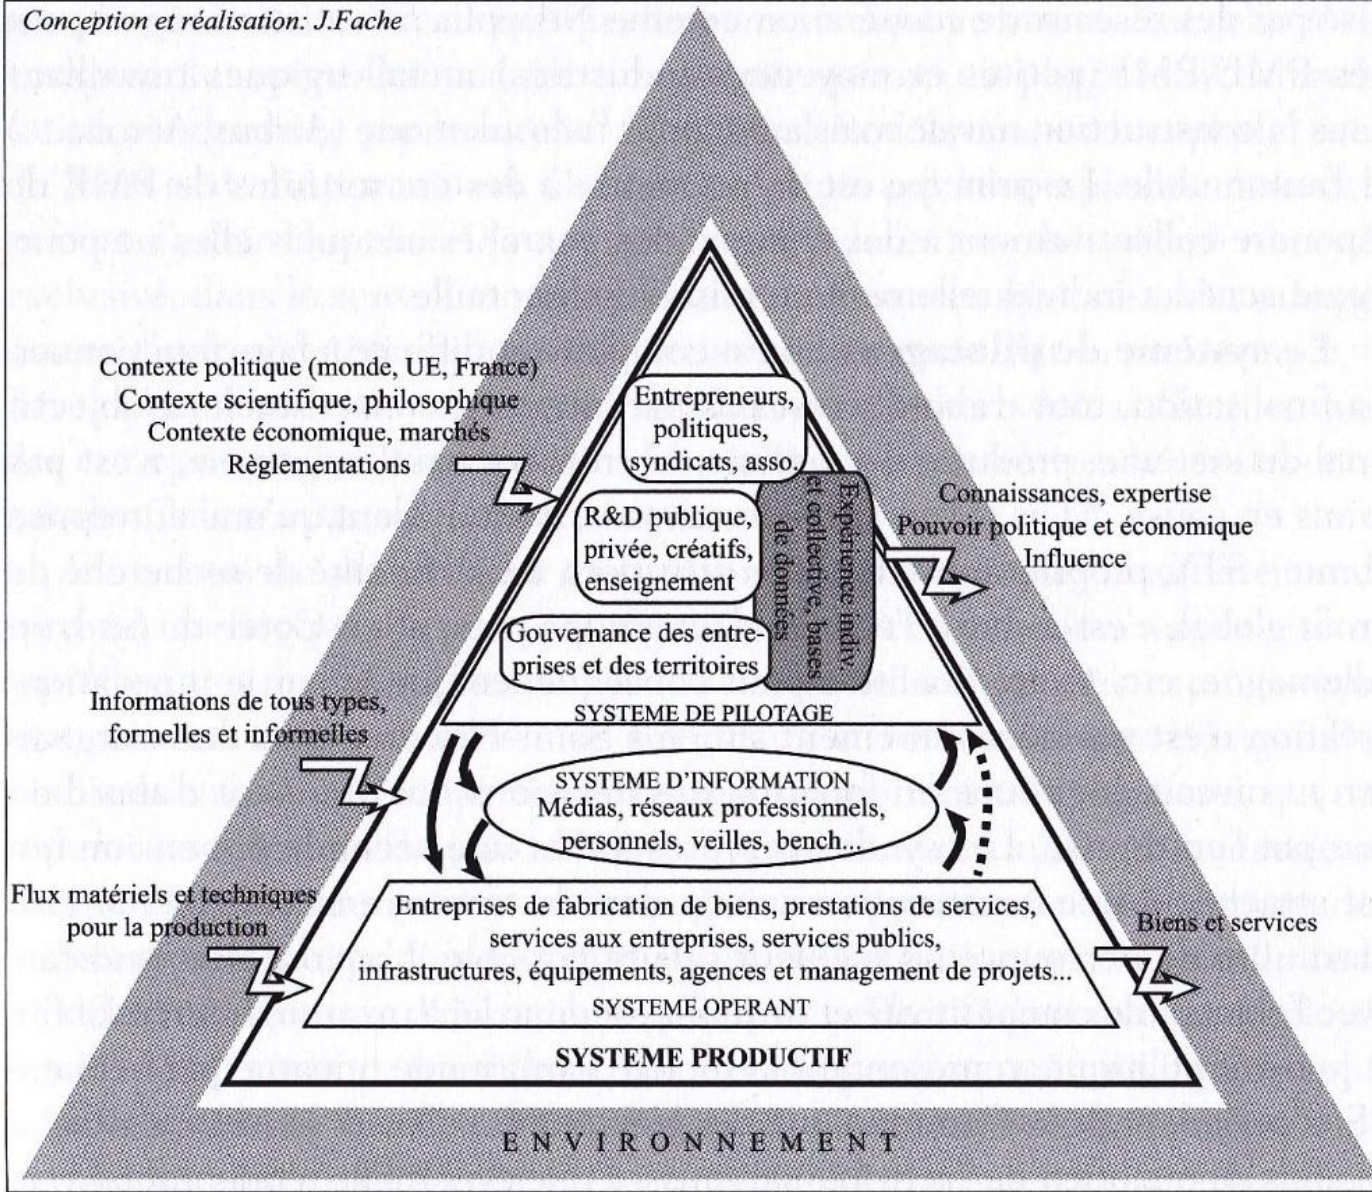 Conception et réalisation: J.Fache
Contexte politique (monde, UE, France)
Contexte scientifique, philosophique
Contexte économique, marchés
Réglementations
Entrepreneurs,
politiques,
syndicats, asso.
R&D publique,
privée, créatifs,
enseignement
Expérience indiv.
et collective, bases
de données
Gouvernance des entre-
prises et des territoires
SYSTEME DE PILOTAGE
Connaissances, expertise
Pouvoir politique et économique
Influence
Informations de tous types,
formelles et informelles
SYSTEME D'INFORMATION
Médias, réseaux professionnels,
personnels, veilles, bench...
Flux matériels et techniques
pour la production
Entreprises de fabrication de biens, prestations de services,
services aux entreprises, services publics,
infrastructures, équipements, agences et management de projets...
SYSTEME OPERANT
Biens et services
SYSTEME PRODUCTIF
ENVIRONNEMENT